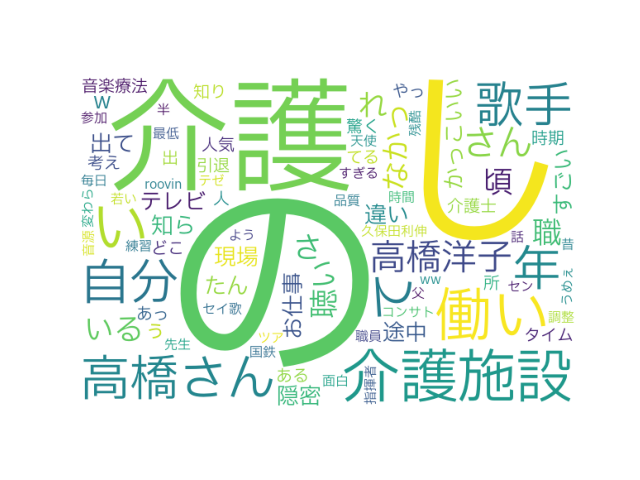 音楽療法
知り
やっ
介護
し
歌手
W
半
れ
かっこいい
参加
最低
驚く
残酷
なかっ
さん
時期
出て
人気
天使
考え
出
引退
てる
頃
すごい
毎日
roovin
テゼ
すぎる
変わら
い
テレビ
人
時間
品質
介護士
若い
知ら
の
違い
職
音源
練習
どこ
よう
さ
久保田利伸
話
昔
現場
聴い
高橋洋子
年
自分
たん
て
ww
所
セン
うめぇ
あっ
セイ歌
お仕事
父
働い
コンサト
調整
いる
う
ツア
職員
途中
タイム
先生
国鉄
ある
面白
指揮者
高橋さん
隠密
介護施設